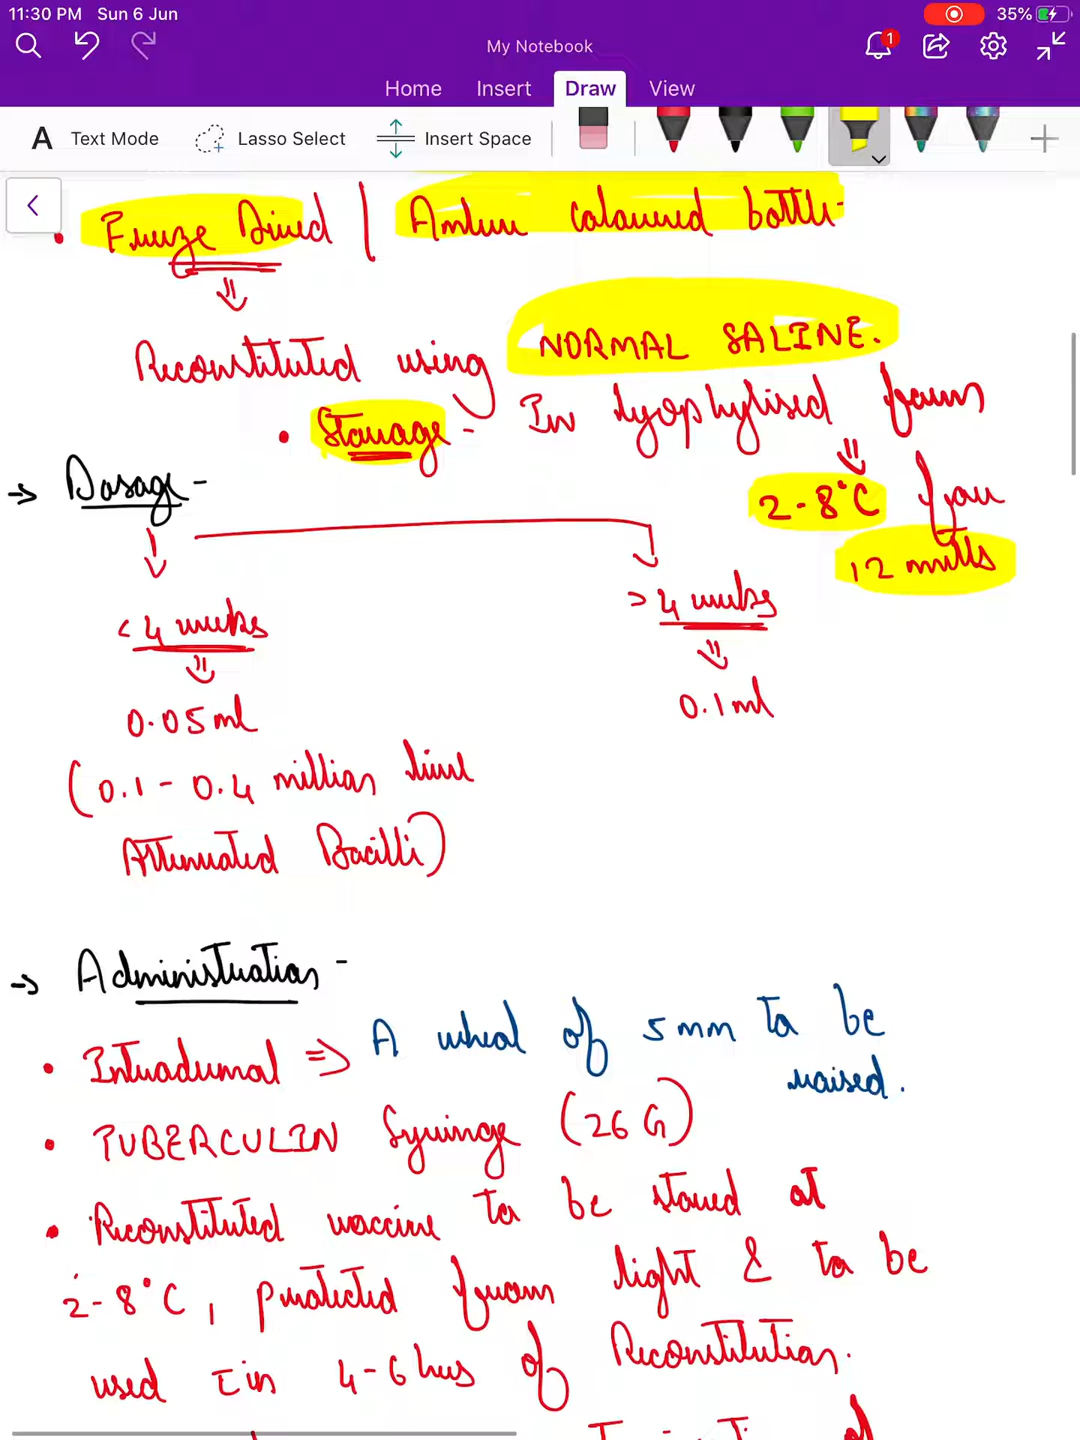 11:30 PM Sun 6 Jun 35%
My Notebook
1
Home Insert Draw View
A Text Mode Lasso Select Insert Space
• Freeze Dried | Amber coloured bottle-
Reconstituted using NORMAL SALINE.
• Storage - In lyophylised form
2-8°C for
12 mnths
→ Dosage -
< 4 weeks
> 4 weeks
0.05 ml
0.1 ml
(0.1 - 0.4 million live
Attenuated Bacilli)
→ Administration -
• Intradermal ⇒ A wheal of 5 mm to be
raised.
• TUBERCULIN Syringe (26 G)
• Reconstituted vaccine to be stored at
2-8°C, protected from light & to be
used in 4-6 hrs of Reconstitution.